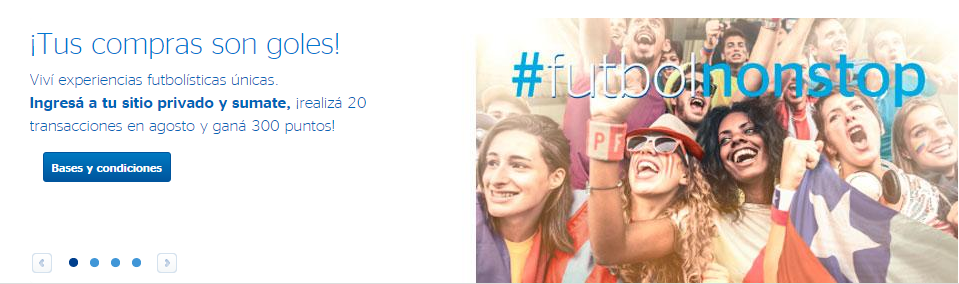 ¡Tus compras son goles!
Viví experiencias futbolísticas únicas.
Ingresá a tu sitio privado y sumate, ¡realizá 20
transacciones en agosto y ganá 300 puntos!
Bases y condiciones
#futbolnonstop
PF